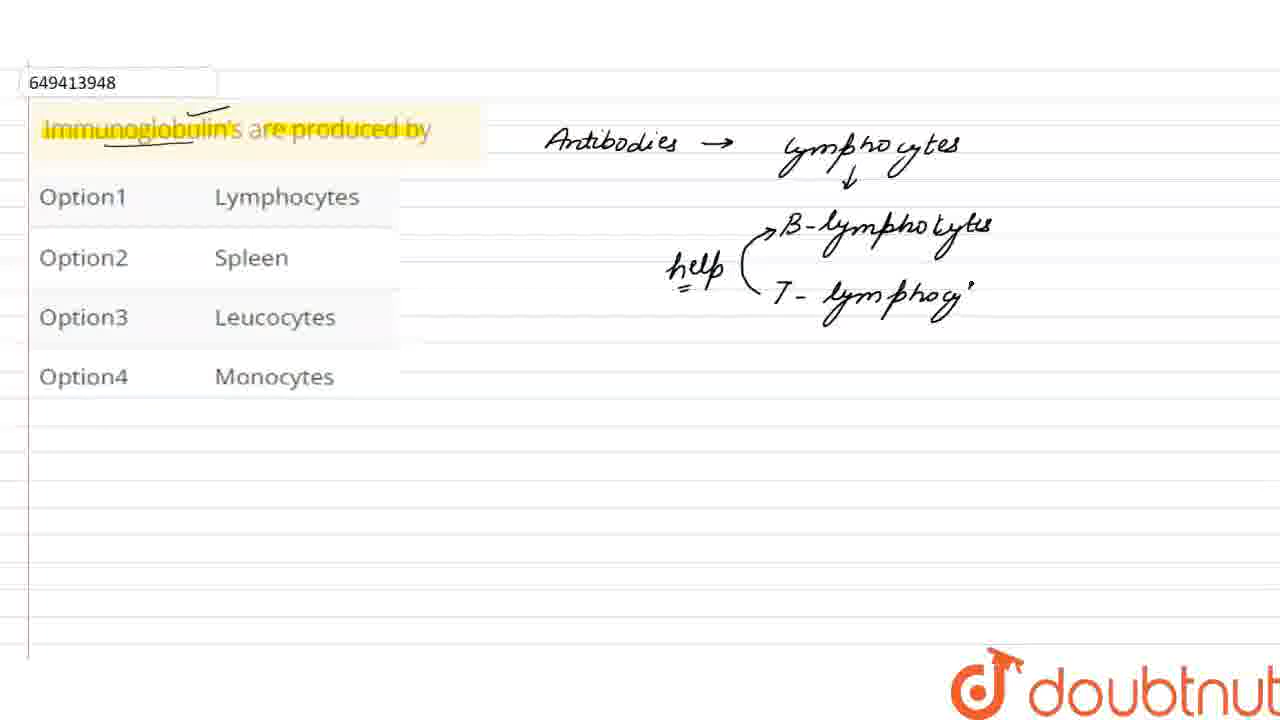 649413948
Immunoglobulin's are produced by
Option1 Lymphocytes
Option2 Spleen
Option3 Leucocytes
Option4 Monocytes
Antibodies → lymphocytes
↓
B-lymphocytes
help
T- lymphocy
doubtnut